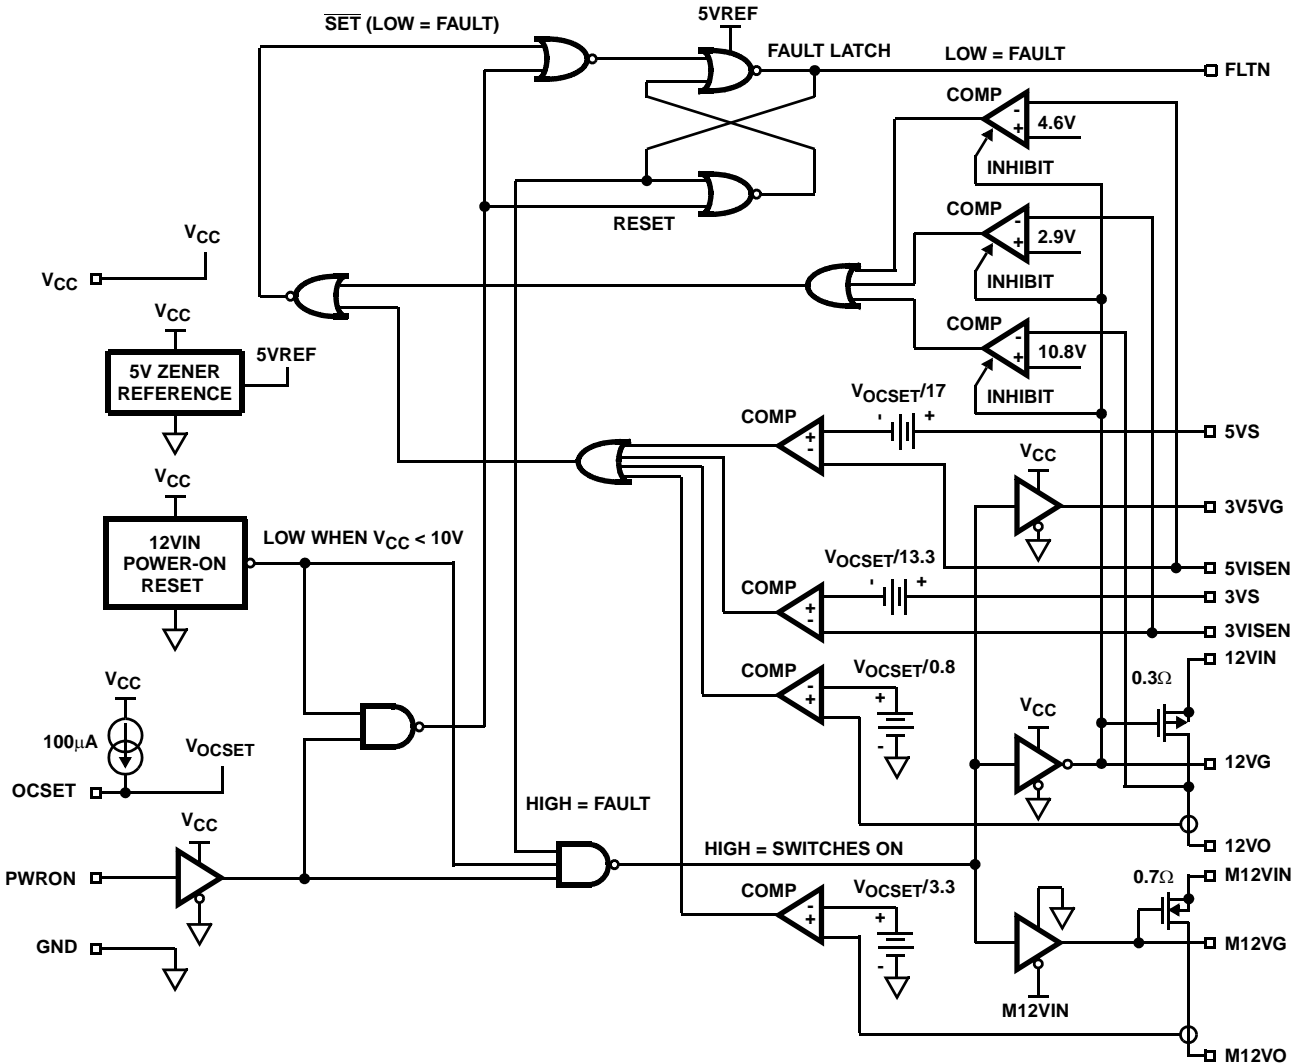 SET (LOW = FAULT)
5VREF
FAULT LATCH
LOW = FAULT
FLTN
COMP
-
+
4.6V
INHIBIT
RESET
COMP
-
+
2.9V
INHIBIT
VCC
VCC
COMP
-
+
10.8V
INHIBIT
VCC
5V ZENER
REFERENCE
5VREF
VOCSET/17
-
+
COMP
+
-
5VS
VCC
3V5VG
VCC
12VIN
POWER-ON
RESET
LOW WHEN VCC < 10V
VOCSET/13.3
-
+
5VISEN
COMP
+
-
3VS
3VISEN
12VIN
0.3Ω
COMP
-
+
VOCSET/0.8
+
-
VCC
12VG
VCC
100μA
VOCSET
OCSET
HIGH = FAULT
VCC
HIGH = SWITCHES ON
12VO
PWRON
M12VIN
0.7Ω
COMP
-
+
VOCSET/3.3
+
-
GND
M12VG
M12VIN
M12VO